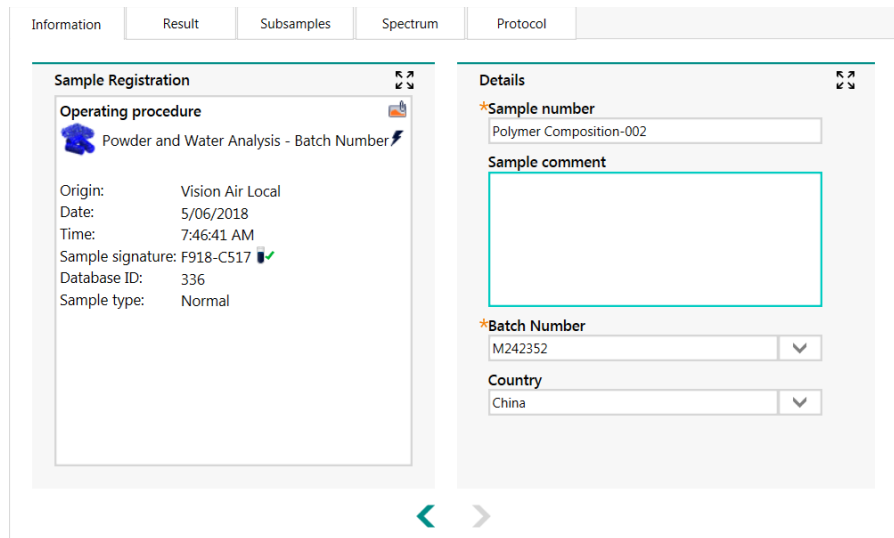 Information Result Subsamples Spectrum Protocol
Sample Registration
Operating procedure
Powder and Water Analysis - Batch Number
Origin: Vision Air Local
Date: 5/06/2018
Time: 7:46:41 AM
Sample signature: F918-C517
Database ID: 336
Sample type: Normal
Details
*Sample number
Polymer Composition-002
Sample comment
*Batch Number
M242352
Country
China